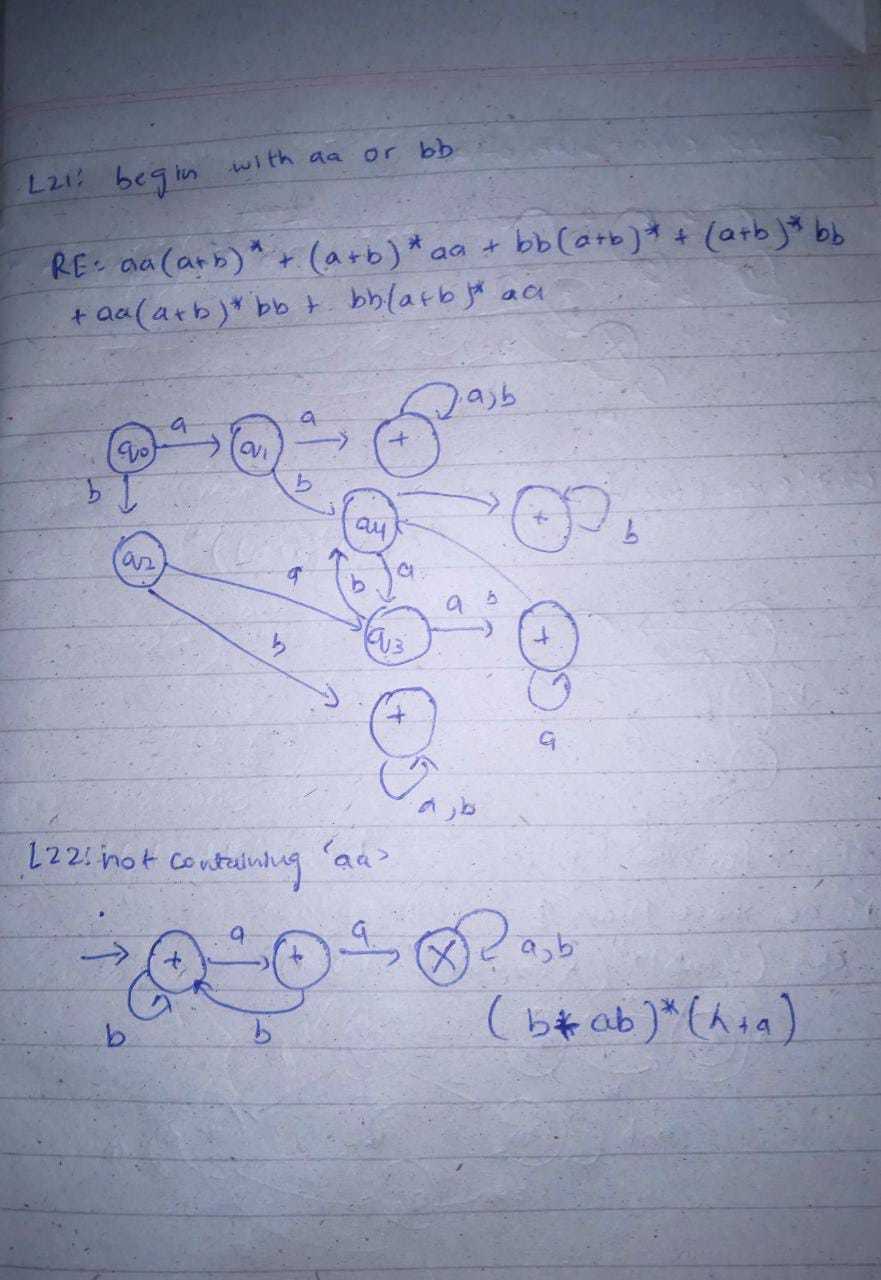 L21: begin with aa or bb
RE: aa(a+b)* + (a+b)* aa + bb(a+b)* + (a+b)* bb
+ aa(a+b)* bb + bb(a+b)* aa
a,b
q0 a q1 a +
b b
q4 + b
q2
a b a
a b
q3 +
b
+ a
a,b
L22: not containing 'aa'
+ a + a X a,b
b b
(b+ab)*(λ+a)